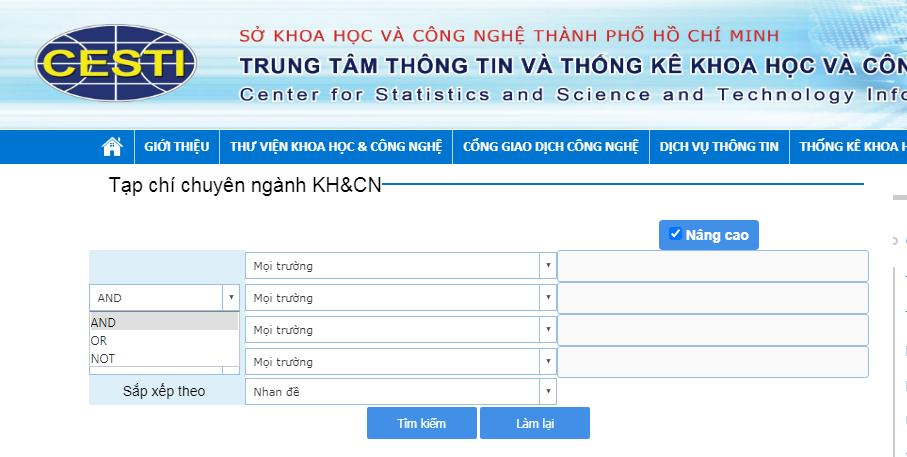 CESTI
SỞ KHOA HỌC VÀ CÔNG NGHỆ THÀNH PHỐ HỒ CHÍ MINH
TRUNG TÂM THÔNG TIN VÀ THỐNG KÊ KHOA HỌC VÀ CÔN
Center for Statistics and Science and Technology Info
GIỚI THIỆU THƯ VIỆN KHOA HỌC & CÔNG NGHỆ CỔNG GIAO DỊCH CÔNG NGHỆ DỊCH VỤ THÔNG TIN THỐNG KÊ KHOA H
Tạp chí chuyên ngành KH&CN
Nâng cao
Mọi trường
AND Mọi trường
AND
OR Mọi trường
NOT Mọi trường
Sắp xếp theo Nhan đề
Tìm kiếm Làm lại